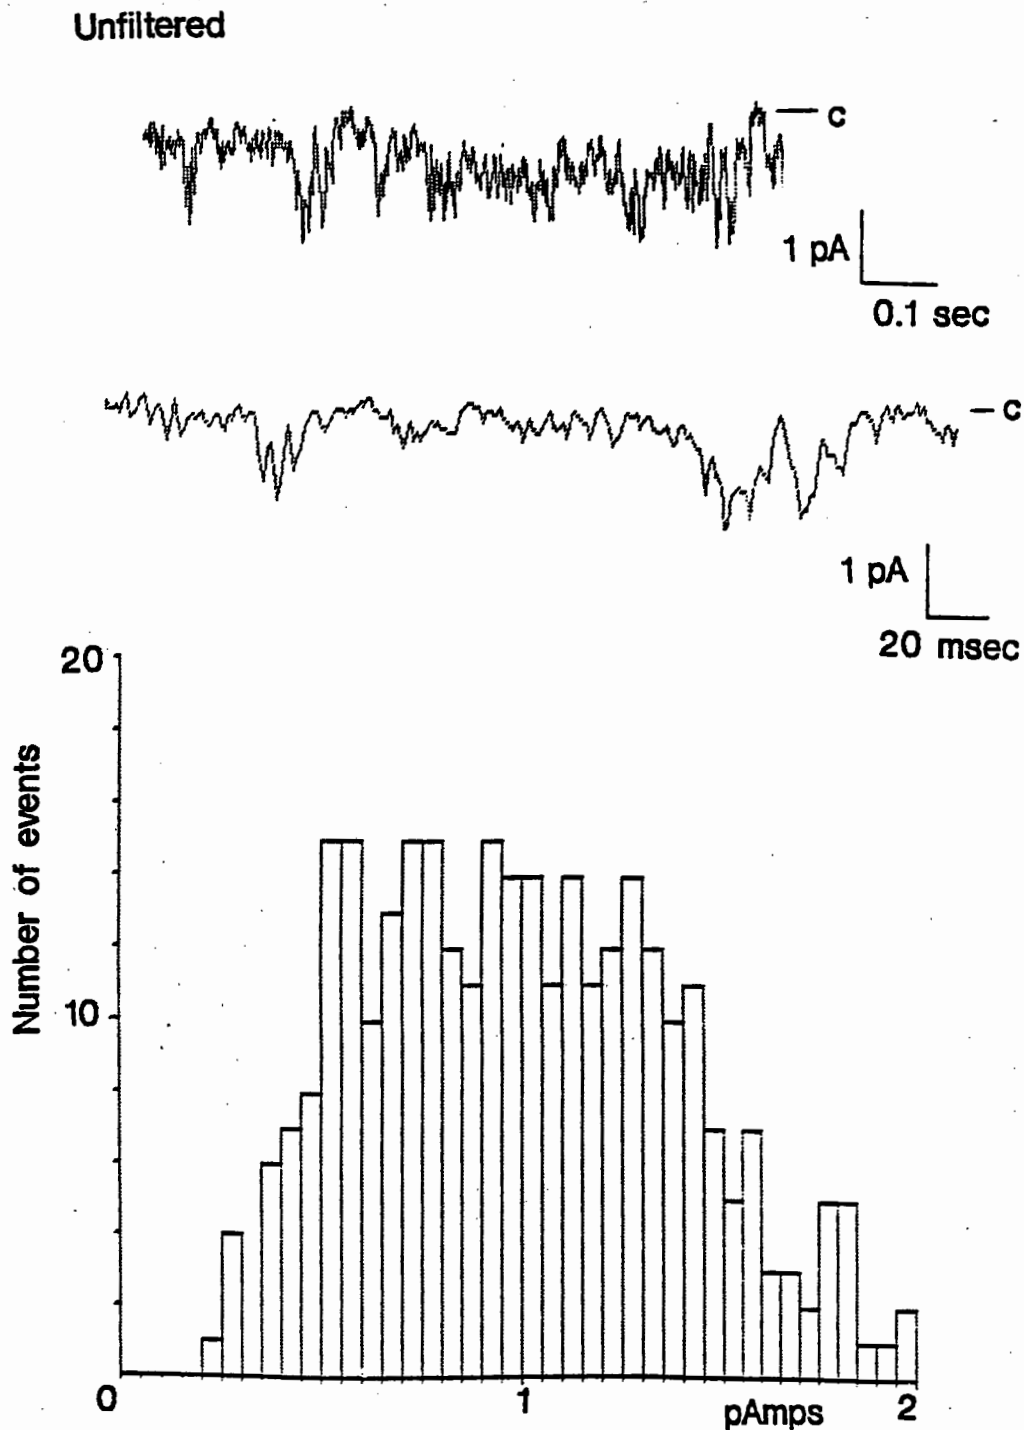 Unfiltered
c
1 pA
0.1 sec
c
1 pA
20 msec
20
Number of events
10
0
1
pAmps
2